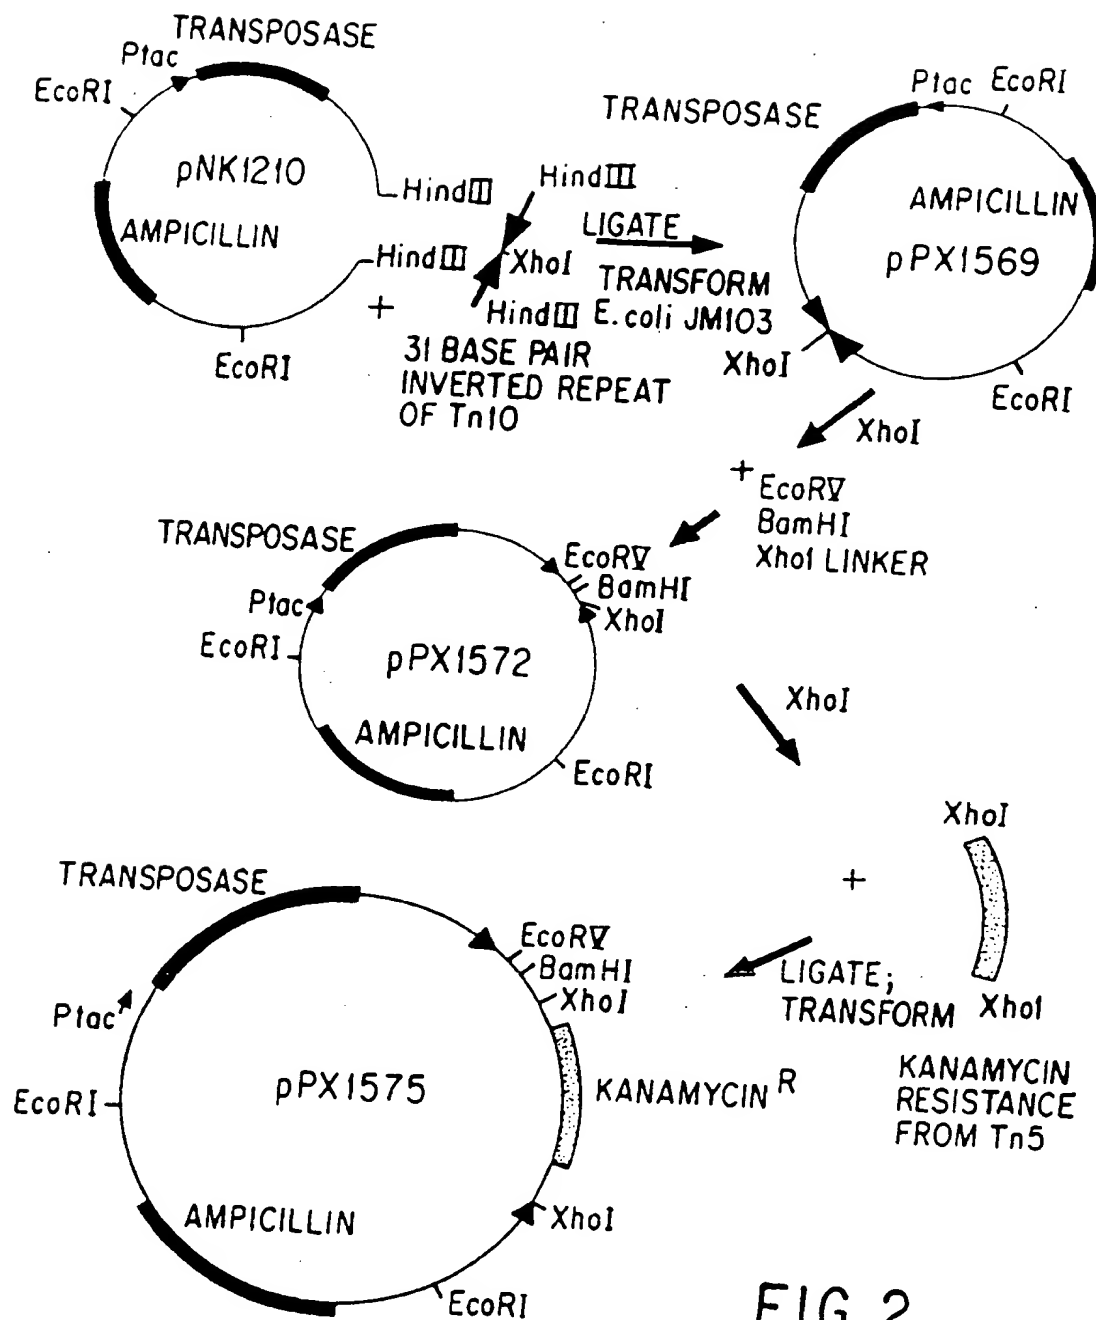 TRANSPOSASE
Ptac
EcoRI
pNK1210
AMPICILLIN
HindIII
HindIII
EcoRI
+
HindIII
XhoI
HindIII
31 BASE PAIR
INVERTED REPEAT
OF Tn10
LIGATE
TRANSFORM
E.coli JM103
TRANSPOSASE
Ptac
EcoRI
AMPICILLIN
pPX1569
XhoI
EcoRI
XhoI
+
EcoRV
BamHI
XhoI LINKER
TRANSPOSASE
Ptac
EcoRI
pPX1572
AMPICILLIN
EcoRV
BamHI
XhoI
EcoRI
XhoI
+
XhoI
XhoI
KANAMYCIN
RESISTANCE
FROM Tn5
LIGATE;
TRANSFORM
TRANSPOSASE
Ptac
EcoRI
pPX1575
AMPICILLIN
EcoRV
BamHI
XhoI
KANAMYCIN R
XhoI
EcoRI
FIG. 2